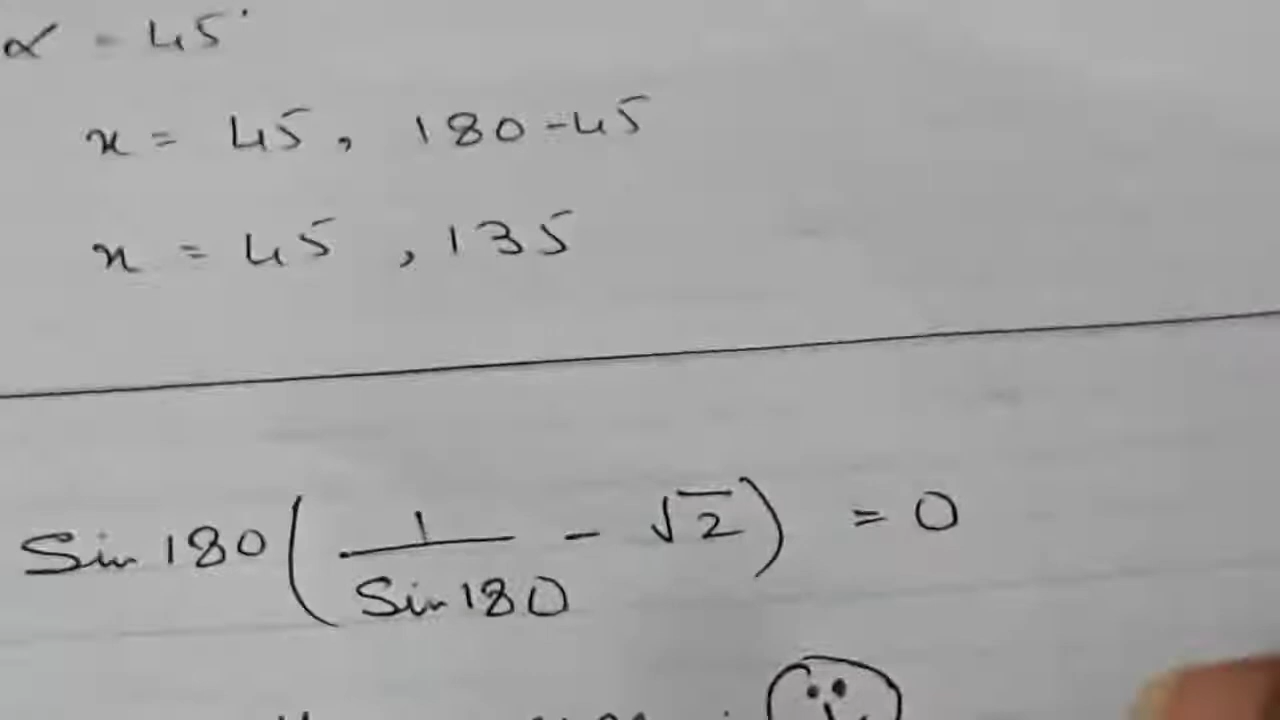 α = 45°
x = 45, 180-45
x = 45, 135
Sin 180 ( 1 / Sin 180 - √2 ) = 0